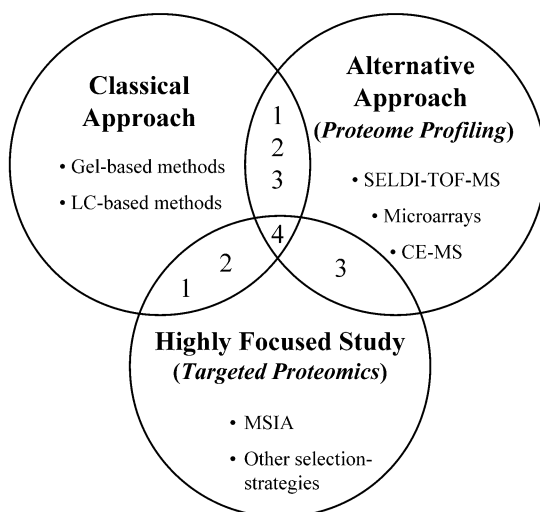 Classical
Approach
• Gel-based methods
• LC-based methods
Alternative
Approach
(Proteome Profiling)
• SELDI-TOF-MS
• Microarrays
• CE-MS
1
2
3
4
2
1
3
Highly Focused Study
(Targeted Proteomics)
• MSIA
• Other selection-
strategies